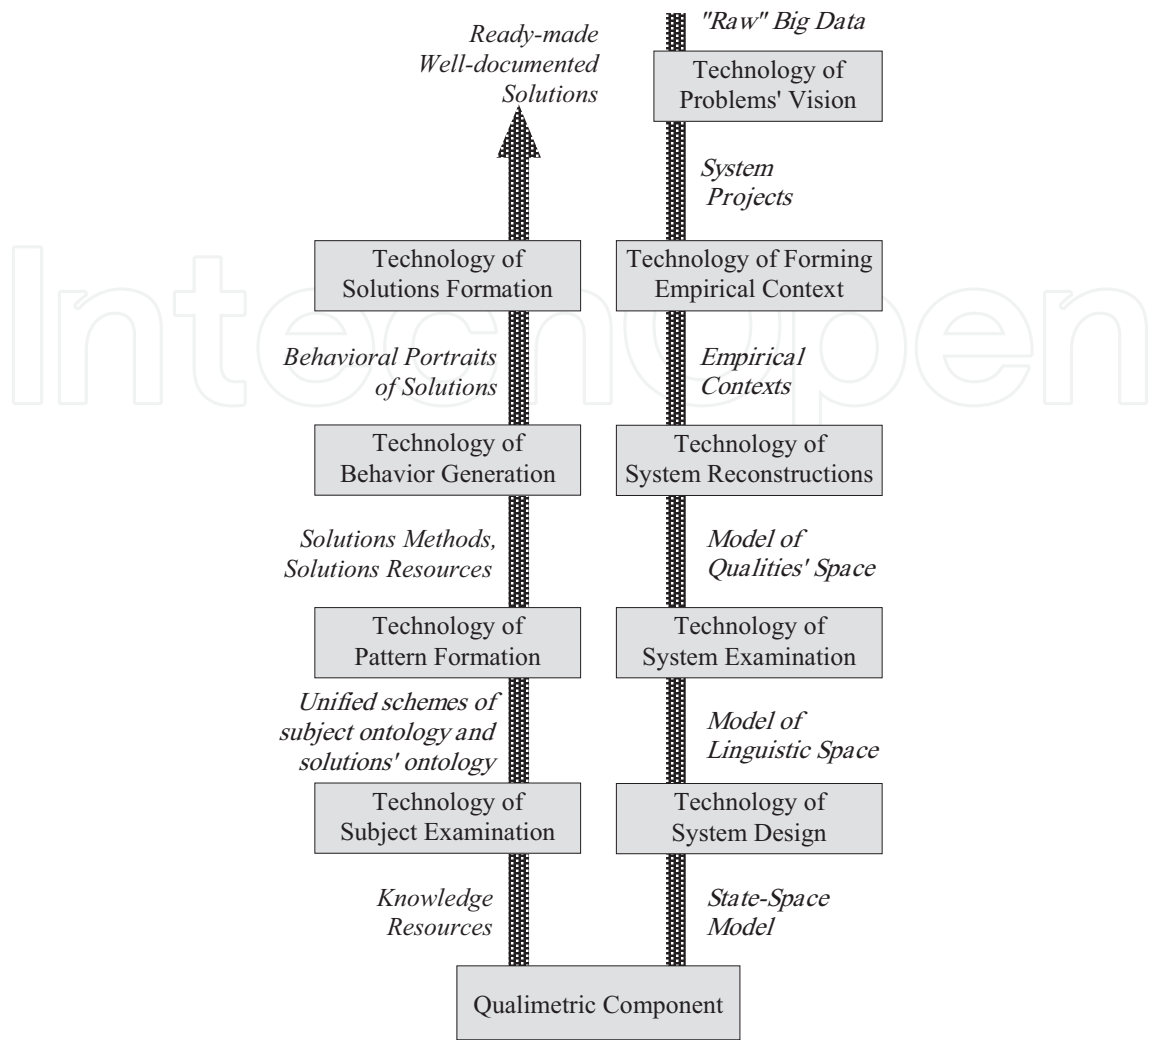 "Raw" Big Data
Technology of
Problems' Vision
System
Projects
Technology of Forming
Empirical Context
Empirical
Contexts
Technology of
System Reconstructions
Model of
Qualities' Space
Technology of
System Examination
Model of
Linguistic Space
Technology of
System Design
State-Space
Model
Qualimetric Component
Knowledge
Resources
Technology of
Subject Examination
Unified schemes of
subject ontology and
solutions' ontology
Technology of
Pattern Formation
Solutions Methods,
Solutions Resources
Technology of
Behavior Generation
Behavioral Portraits
of Solutions
Technology of
Solutions Formation
Ready-made
Well-documented
Solutions
IntechOpen